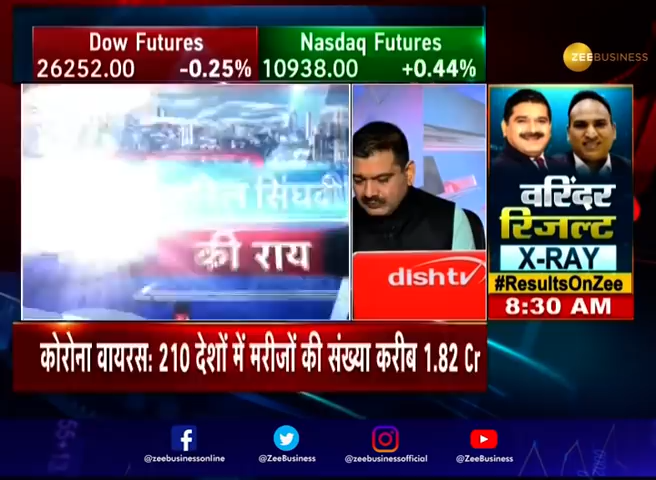 Dow Futures
26252.00 -0.25%
Nasdaq Futures
10938.00 +0.44%
ZEEBUSINESS
सिंघवी
की राय
dishtv
वरिंदर
रिजल्ट
X-RAY
#ResultsOnZee
8:30 AM
कोरोना वायरस: 210 देशों में मरीजों की संख्या करीब 1.82 Cr
@zeebusinessonline
@ZeeBusiness
@zeebusinessofficial
@ZeeBusiness